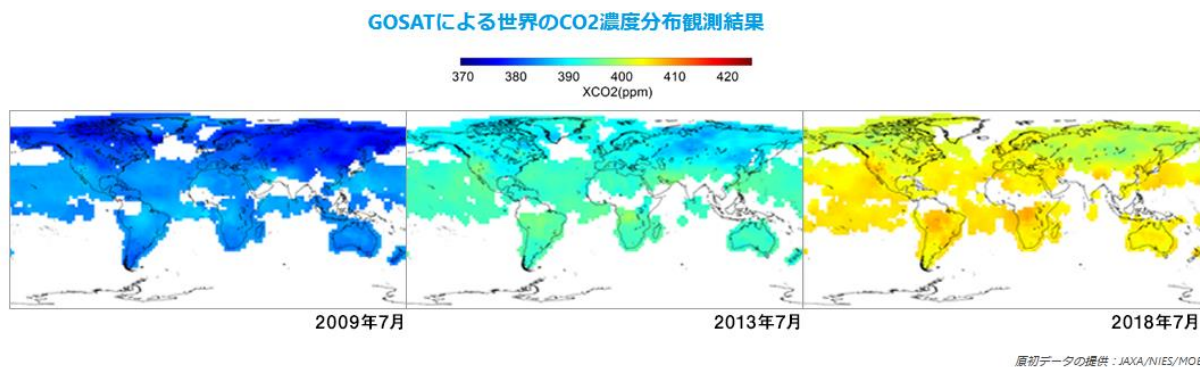 GOSATによる世界のCO2濃度分布観測結果
370 380 390 400 410 420
XCO2(ppm)
2009年7月 2013年7月 2018年7月
原初データの提供：JAXA/NIES/MOE